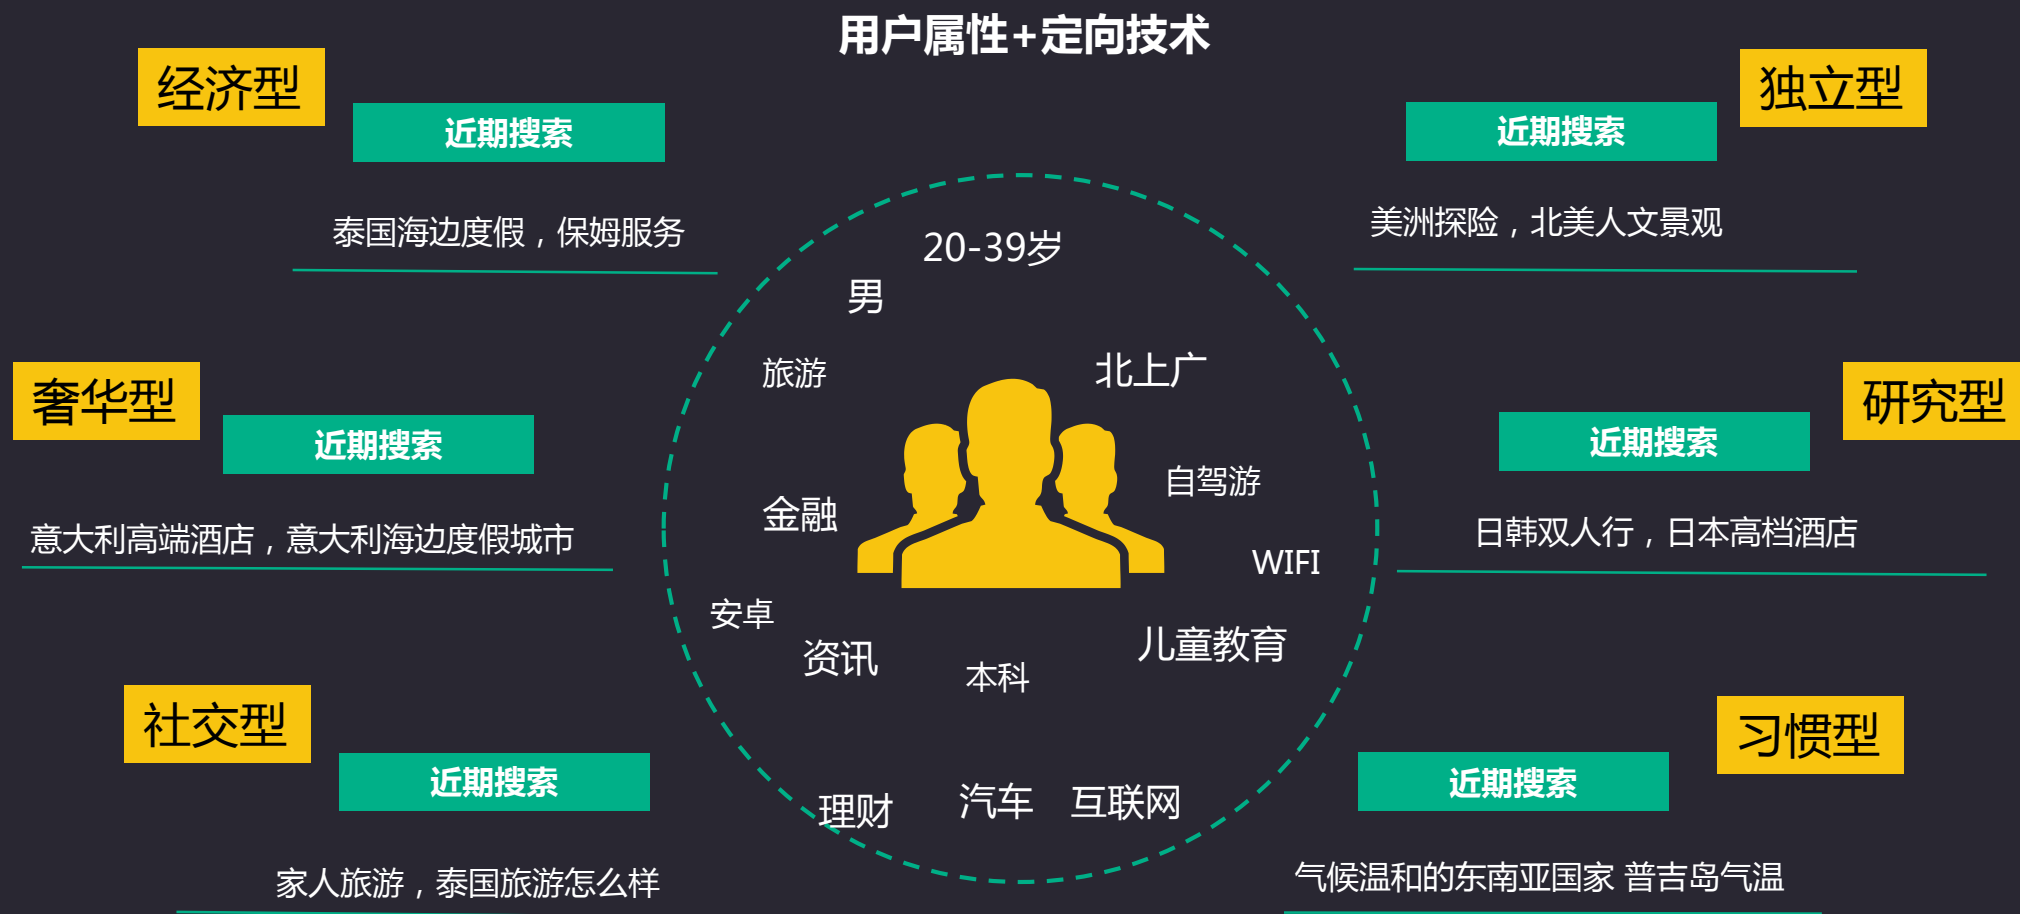 用户属性+定向技术
经济型
近期搜索
泰国海边度假，保姆服务
奢华型
近期搜索
意大利高端酒店，意大利海边度假城市
社交型
近期搜索
家人旅游，泰国旅游怎么样
20-39岁
男
旅游
北上广
自驾游
金融
WIFI
安卓
资讯
本科
儿童教育
理财
汽车
互联网
独立型
近期搜索
美洲探险，北美人文景观
研究型
近期搜索
日韩双人行，日本高档酒店
习惯型
近期搜索
气候温和的东南亚国家 普吉岛气温